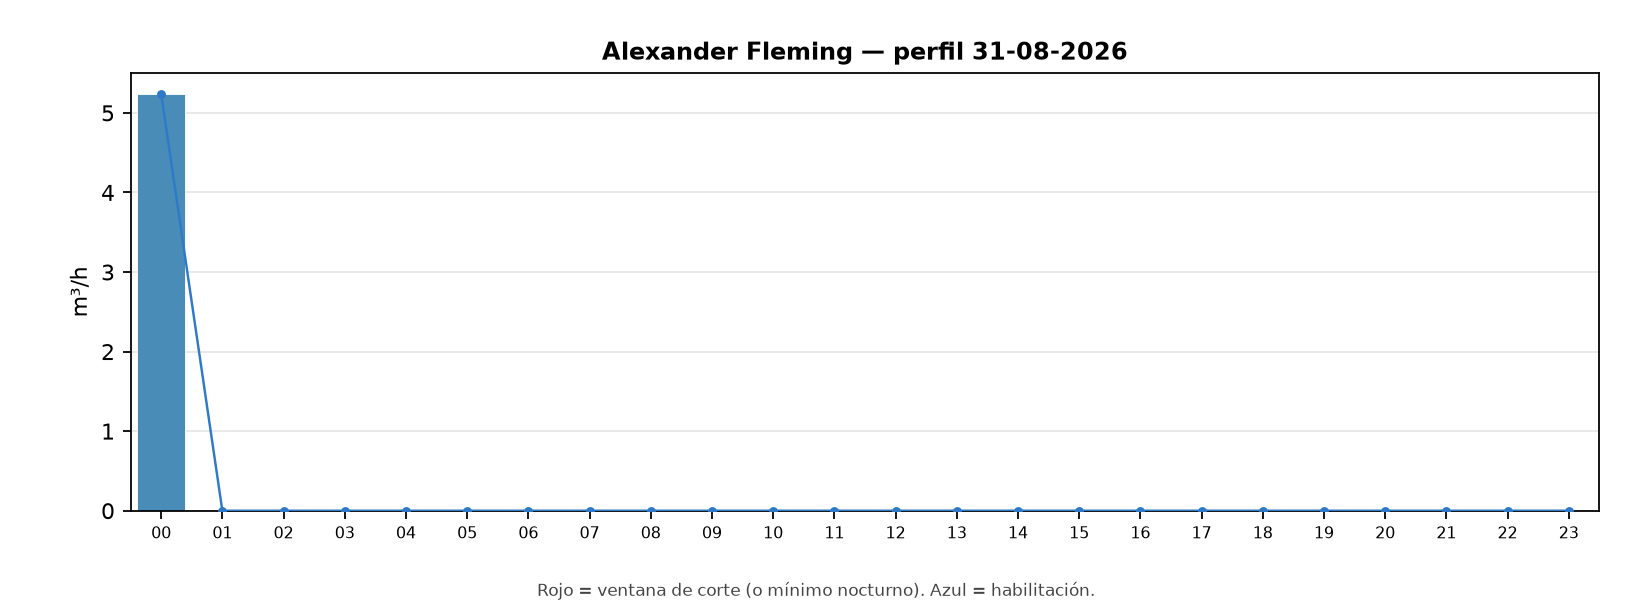 Alexander Fleming — perfil 31-08-2026
m³/h
5
4
3
2
1
0
00 01 02 03 04 05 06 07 08 09 10 11 12 13 14 15 16 17 18 19 20 21 22 23
Rojo = ventana de corte (o mínimo nocturno). Azul = habilitación.